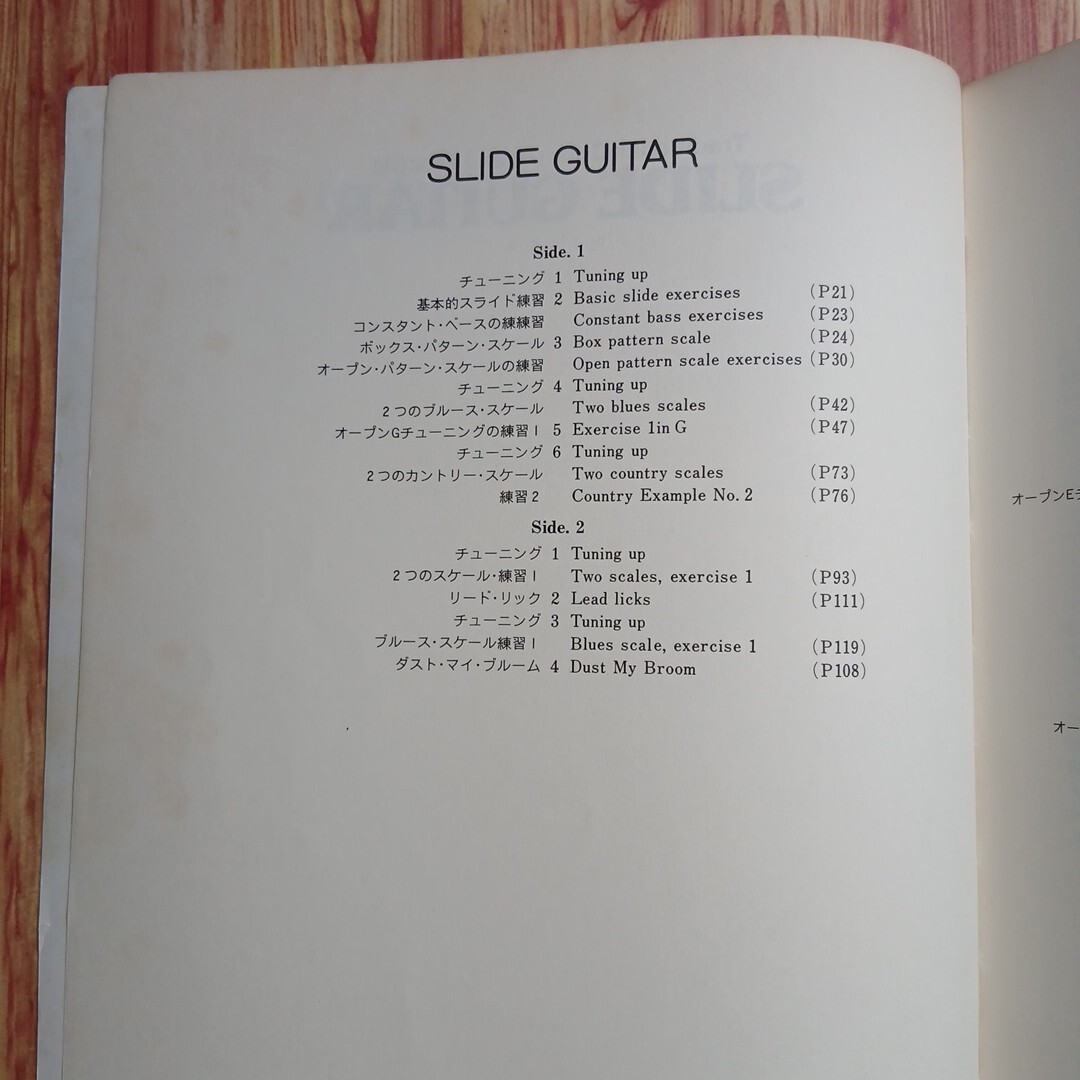 SLIDE GUITAR
Side. 1
チューニング 1 Tuning up
基本的スライド練習 2 Basic slide exercises (P21)
コンスタント・ベースの練練習 Constant bass exercises (P23)
ボックス・パターン・スケール 3 Box pattern scale (P24)
オープン・パターン・スケールの練習 Open pattern scale exercises (P30)
チューニング 4 Tuning up
2つのブルース・スケール Two blues scales (P42)
オープンGチューニングの練習 I 5 Exercise 1in G (P47)
チューニング 6 Tuning up
2つのカントリー・スケール Two country scales (P73)
練習2 Country Example No. 2 (P76)
Side. 2
チューニング 1 Tuning up
2つのスケール・練習 I Two scales, exercise 1 (P93)
リード・リック 2 Lead licks (P111)
チューニング 3 Tuning up
ブルース・スケール練習 I Blues scale, exercise 1 (P119)
ダスト・マイ・ブルーム 4 Dust My Broom (P108)
オープンE
オー